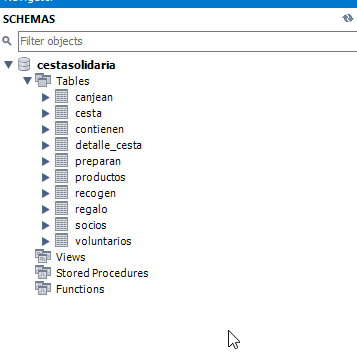 SCHEMAS
Filter objects
cestasolidaria
Tables
canjean
cesta
contienen
detalle_cesta
preparan
productos
recogen
regalo
socios
voluntarios
Views
Stored Procedures
Functions